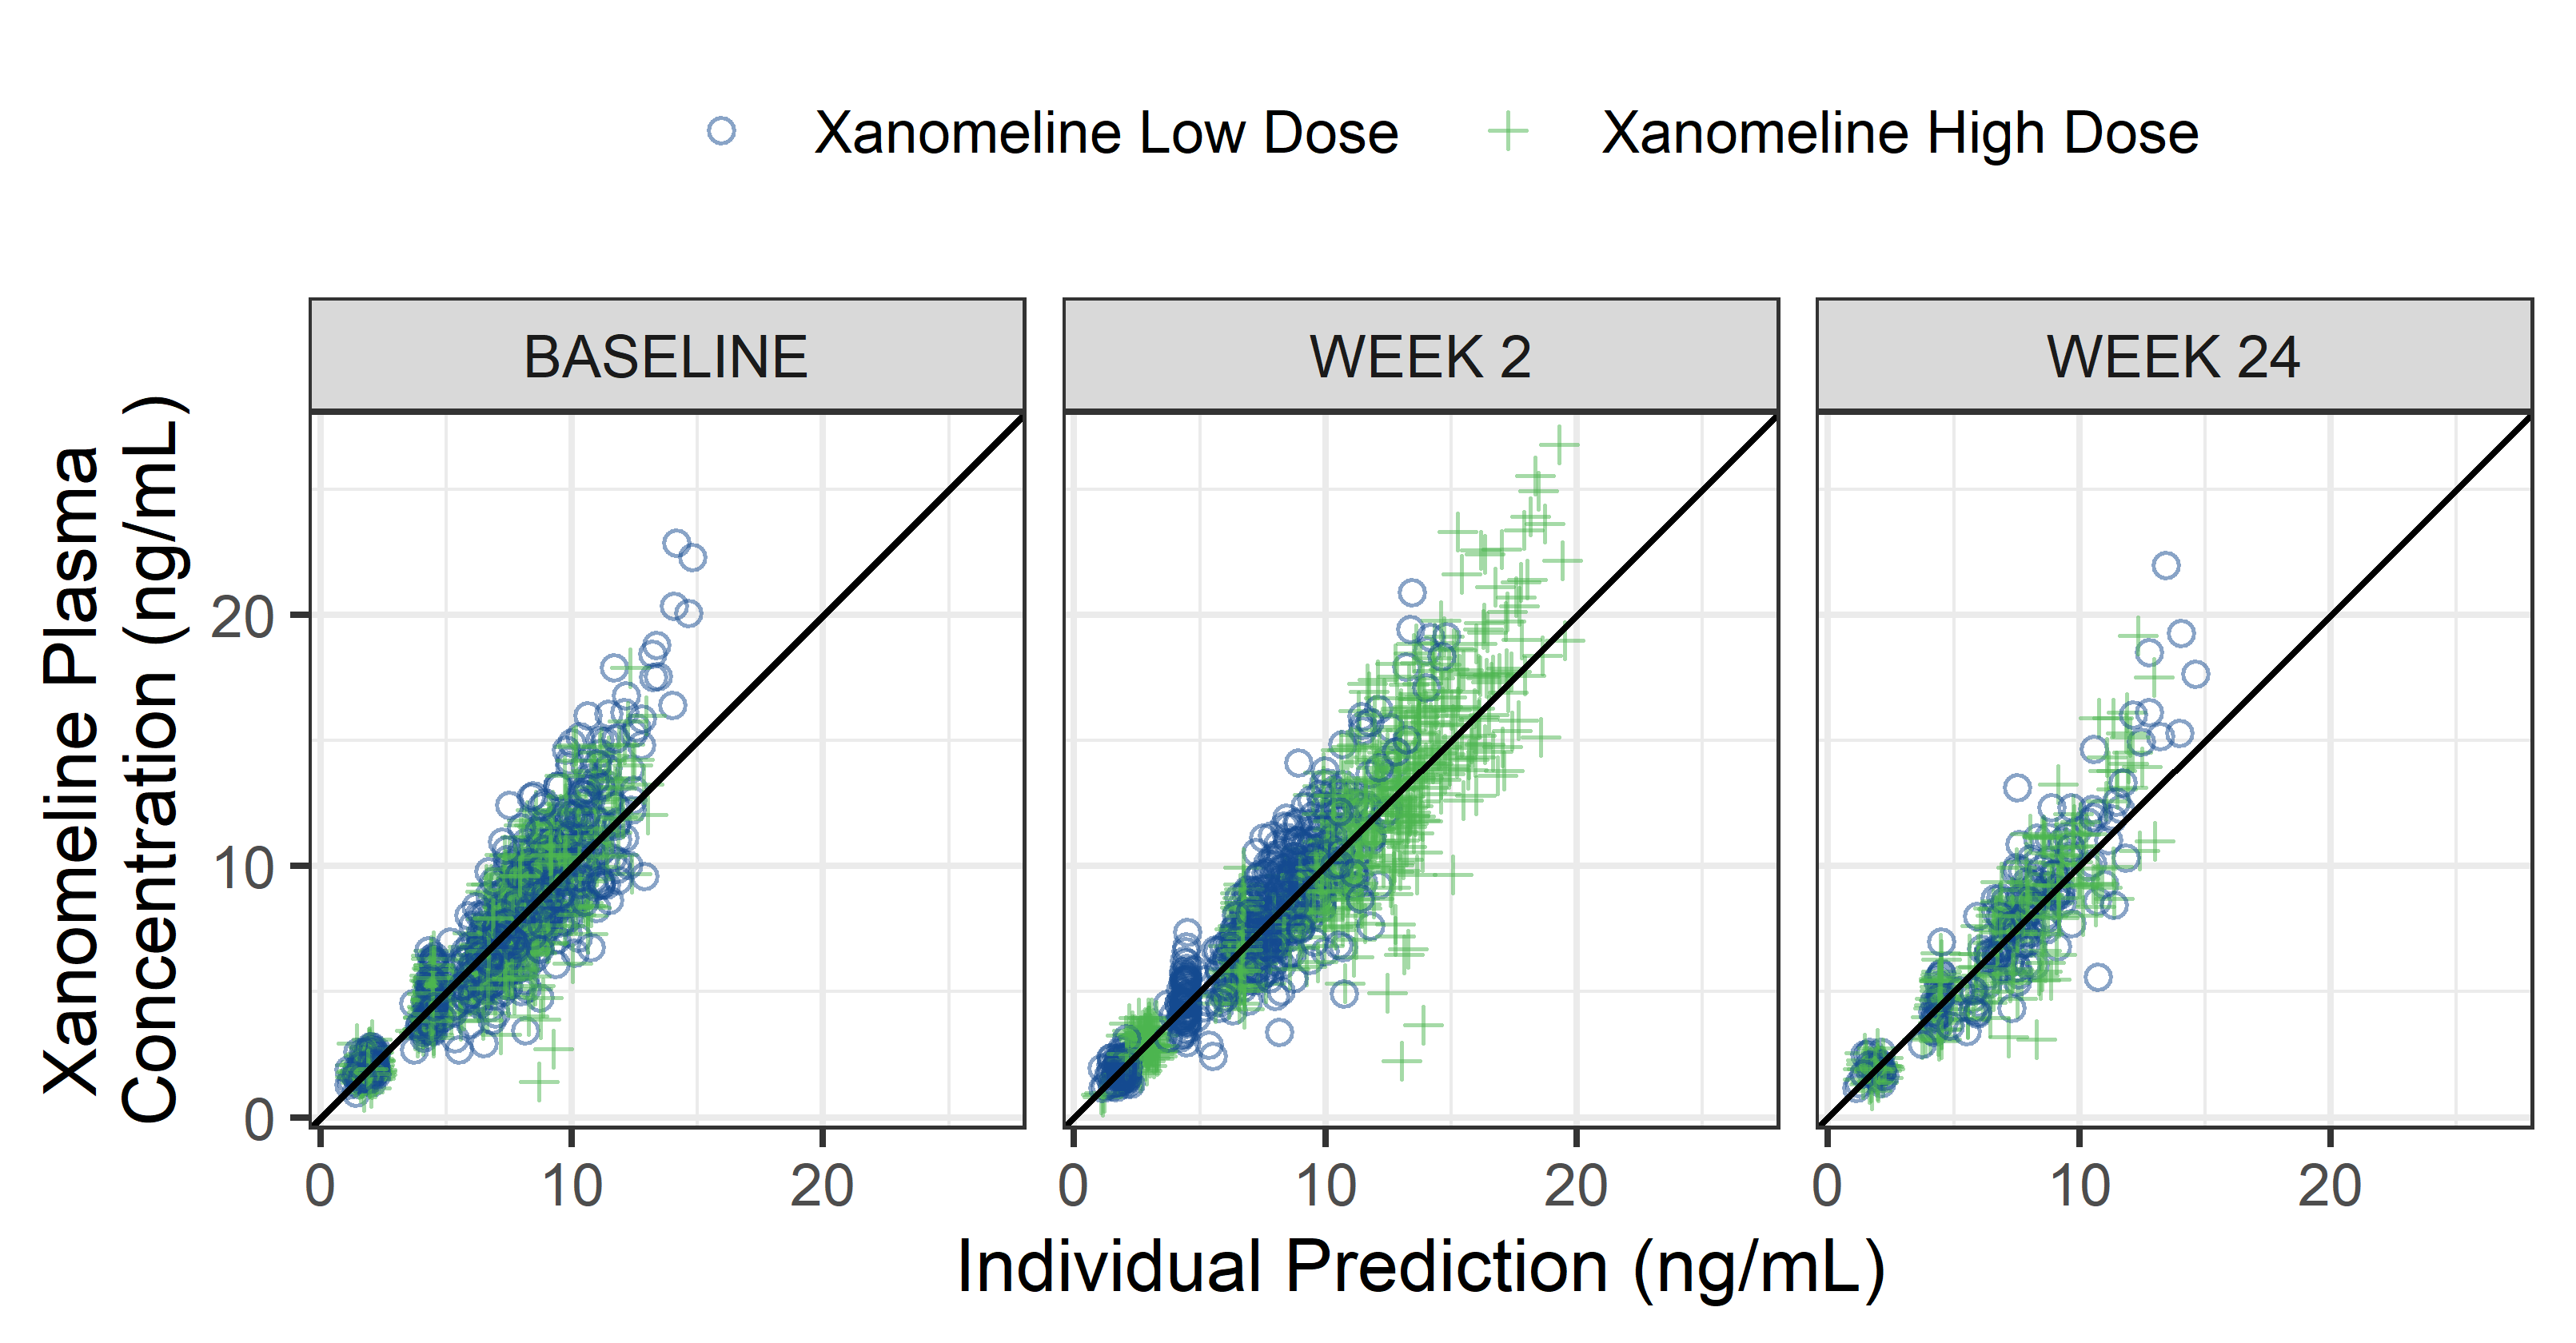 Xanomeline Low Dose Xanomeline High Dose
BASELINE WEEK 2 WEEK 24
Xanomeline Plasma
Concentration (ng/mL)
20
10
0
0 10 20 0 10 20 0 10 20
Individual Prediction (ng/mL)